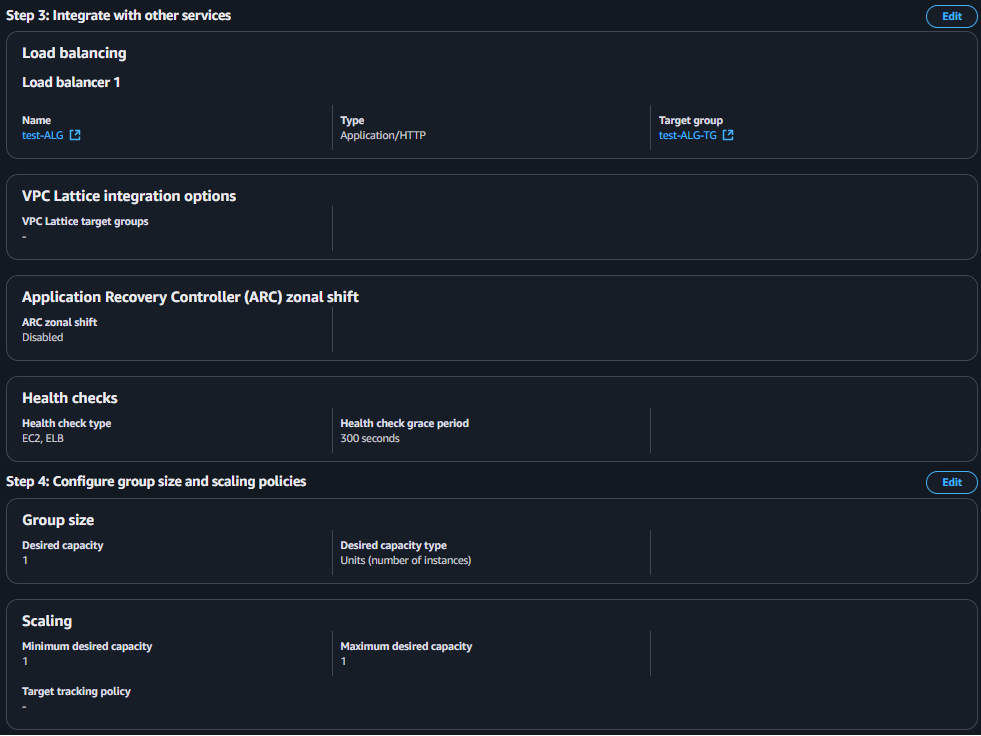 Step 3: Integrate with other services
Edit
Load balancing
Load balancer 1
Name
Type
Target group
test-ALG
Application/HTTP
test-ALG-TG
VPC Lattice integration options
VPC Lattice target groups
-
Application Recovery Controller (ARC) zonal shift
ARC zonal shift
Disabled
Health checks
Health check type
Health check grace period
EC2, ELB
300 seconds
Step 4: Configure group size and scaling policies
Edit
Group size
Desired capacity
Desired capacity type
1
Units (number of instances)
Scaling
Minimum desired capacity
Maximum desired capacity
1
1
Target tracking policy
-